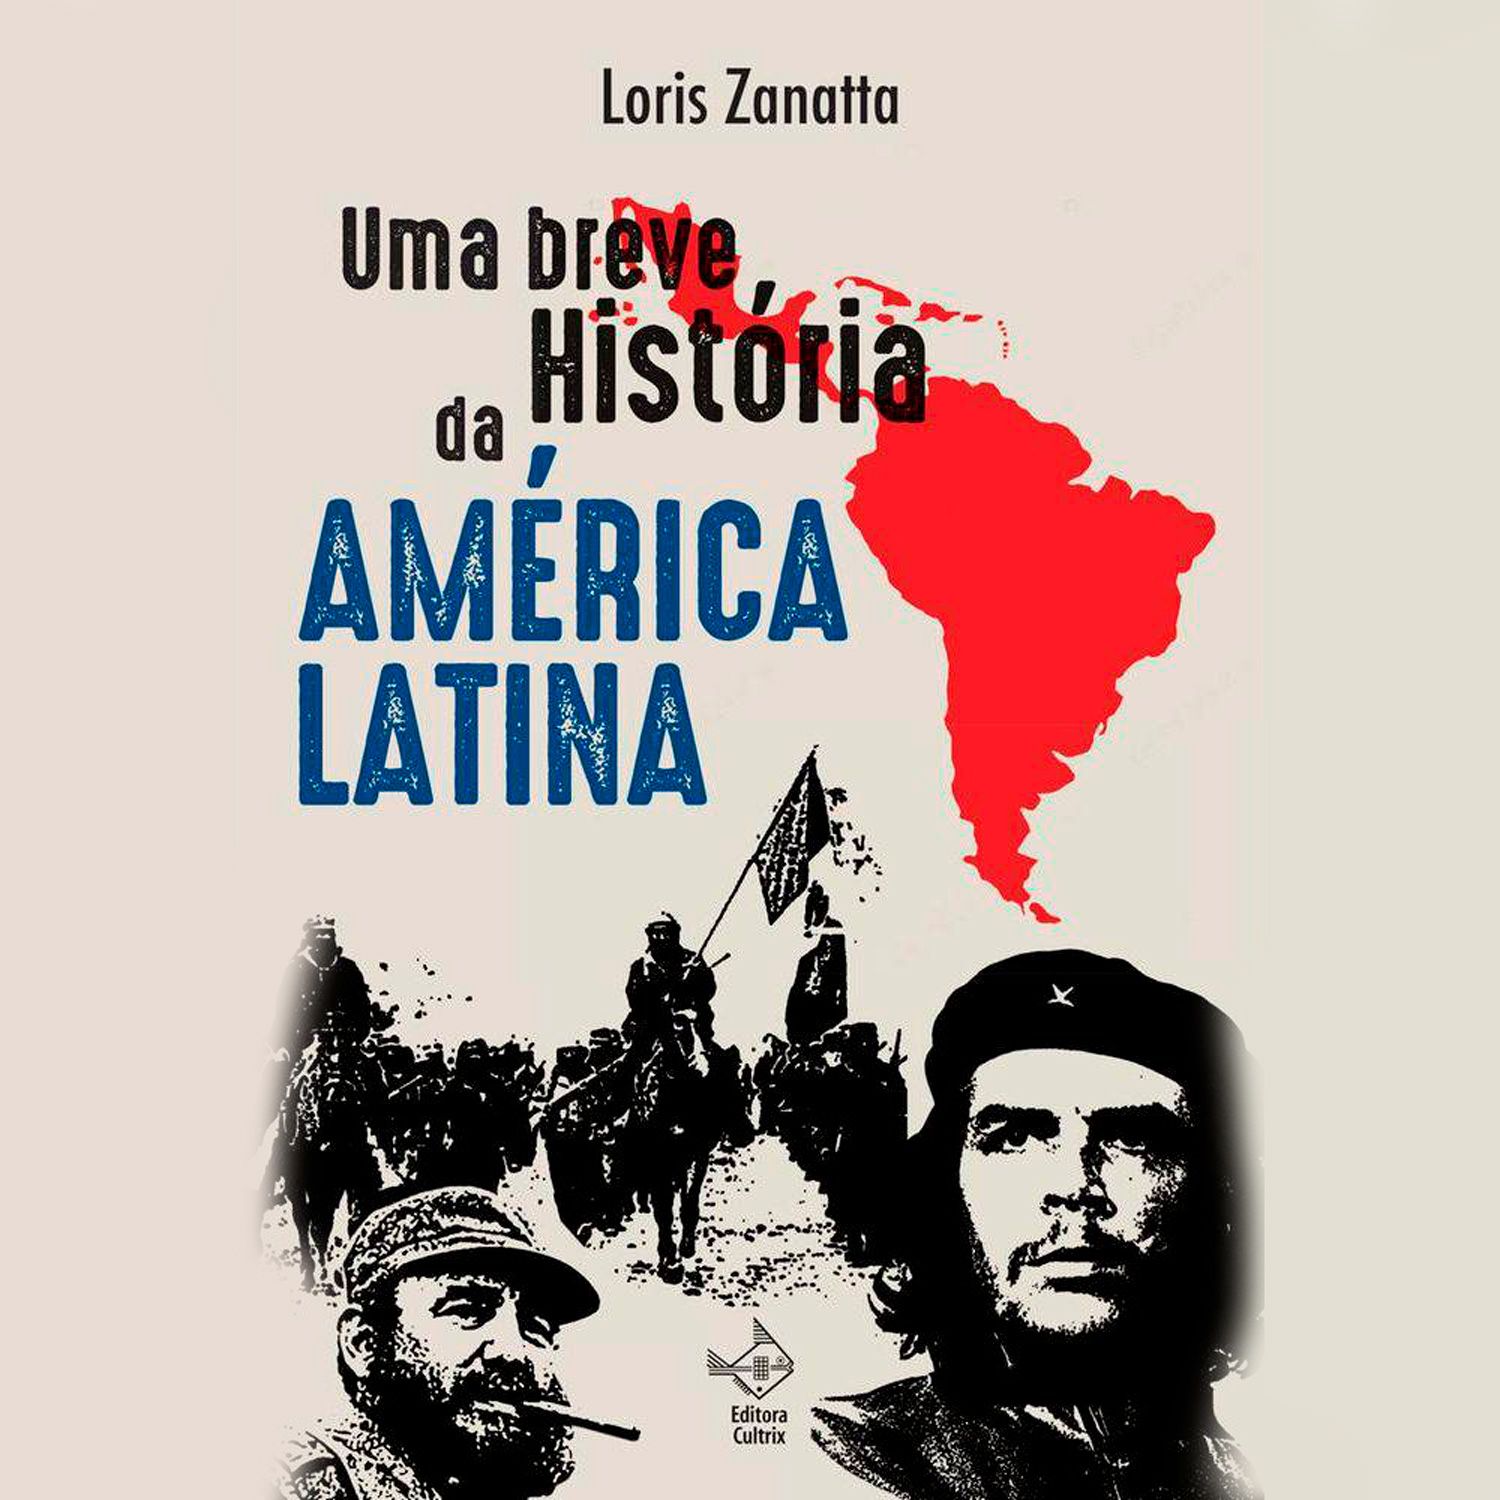 Loris Zanatta
Uma breve
História
da
AMÉRICA
LATINA
Editora
Cultrix